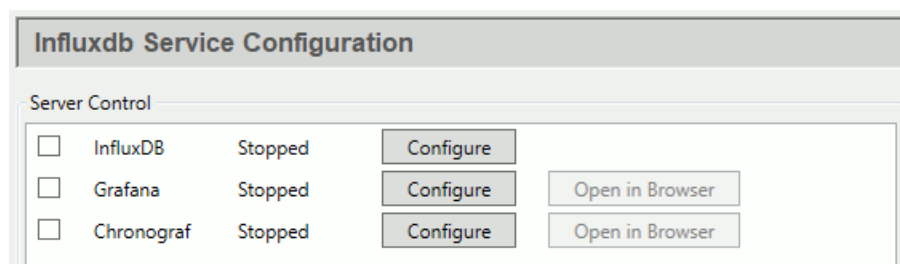 Influxdb Service Configuration
Server Control
InfluxDB Stopped Configure
Grafana Stopped Configure Open in Browser
Chronograf Stopped Configure Open in Browser